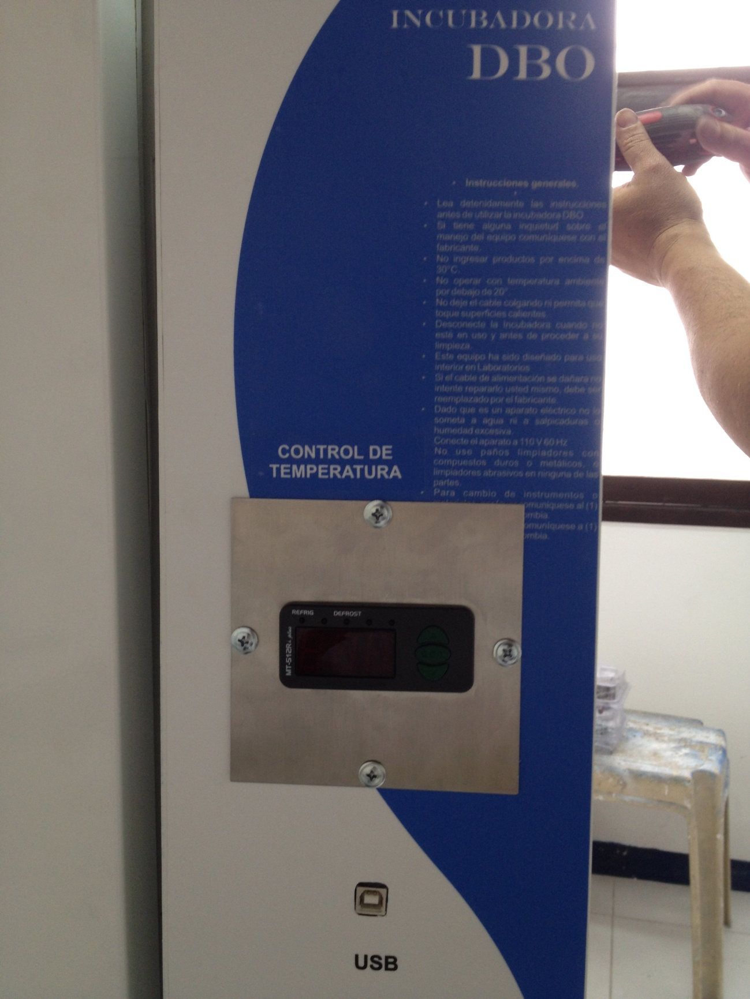 INCUBADORA
DBO
• Instrucciones generales.
•
• Lea detenidamente las instrucciones
antes de utilizar la incubadora DBO
• Si tiene alguna inquietud sobre el
manejo del equipo comuníquese con el
fabricante.
• No ingresar productos por encima de
30°C.
• No operar con temperatura ambiente
por debajo de 20°
• No deje el cable colgando ni permita que
toque superficies calientes.
• Desconecte la incubadora cuando no
esté en uso y antes de proceder a su
limpieza.
• Este equipo ha sido diseñado para uso
interior en Laboratorios
• Si el cable de alimentación se dañara no
intente repararlo usted mismo, debe ser
reemplazado por el fabricante.
• Dado que es un aparato eléctrico no lo
someta a agua ni a salpicaduras o
humedad excesiva.
Conecte el aparato a 110 V 60 Hz
No use paños limpiadores con
compuestos duros o metálicos, o
limpiadores abrasivos en ninguna de las
partes.
• Para cambio de instrumentos o
omuníquese al (1)
ombia.
omuníquese a (1)
ombia.
CONTROL DE
TEMPERATURA
REFRIG DEFROST
MT-512Ri plus
USB